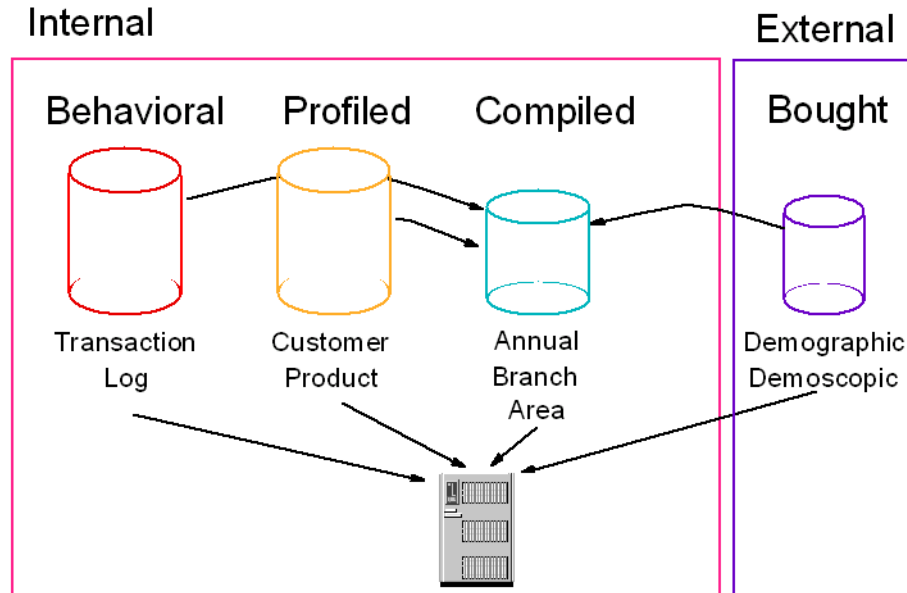 Internal
External
Behavioral
Profiled
Compiled
Bought
Transaction
Log
Customer
Product
Annual
Branch
Area
Demographic
Demoscopic